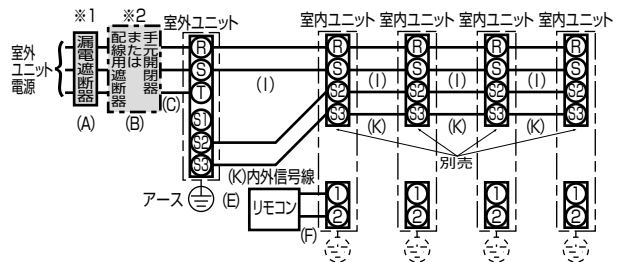 ※1 ※2 室外ユニット 室内ユニット 室内ユニット 室内ユニット 室内ユニット
室外
ユニット
電源
漏電遮断器
手元開閉器
または
配線用遮断器
R
S
T
S1
S2
S3
R R R R
S S S S
S2 S2 S2 S2
S3 S3 S3 S3
(I) (I) (I) (I)
(A) (B) (C)
(K) (K) (K)
別売
(K)内外信号線
アース (E)
リモコン
(F)
1 1 1 1
2 2 2 2